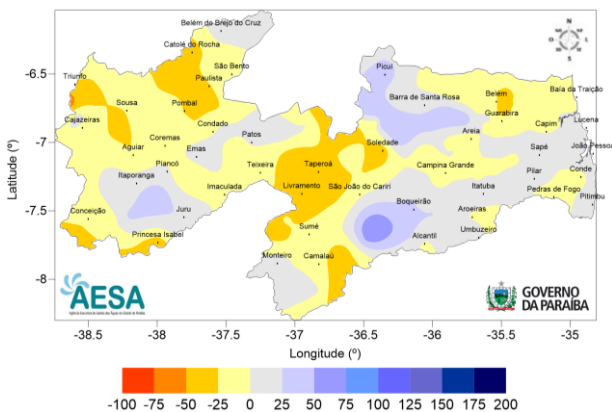 Belém do Brejo do Cruz
Catolé do Rocha
São Bento
Triunfo
Paulista
Picuí
Sousa
Pombal
Barra de Santa Rosa
Belém
Baía da Traição
Guarabira
Cajazeiras
Condado
Lucena
Capim
Coremas
Patos
Areia
Aguiar
Emas
Soledade
Sapé
João Pessoa
Piancó
Teixeira
Taperoá
Campina Grande
Itaporanga
Pilar
Conde
Imaculada
Livramento
São João do Cariri
Itatuba
Pedras de Fogo
Pitimbu
Conceição
Juru
Boqueirão
Aroeiras
Princesa Isabel
Sumé
Alcantil
Umbuzeiro
Monteiro
Camalaú
N
O
L
S
-6.5
-7
-7.5
-8
Latitude (º)
AESA
GOVERNO
DA PARAÍBA
-38.5 -38 -37.5 -37 -36.5 -36 -35.5 -35
Longitude (º)
-100 -75 -50 -25 0 25 50 75 100 125 150 175 200